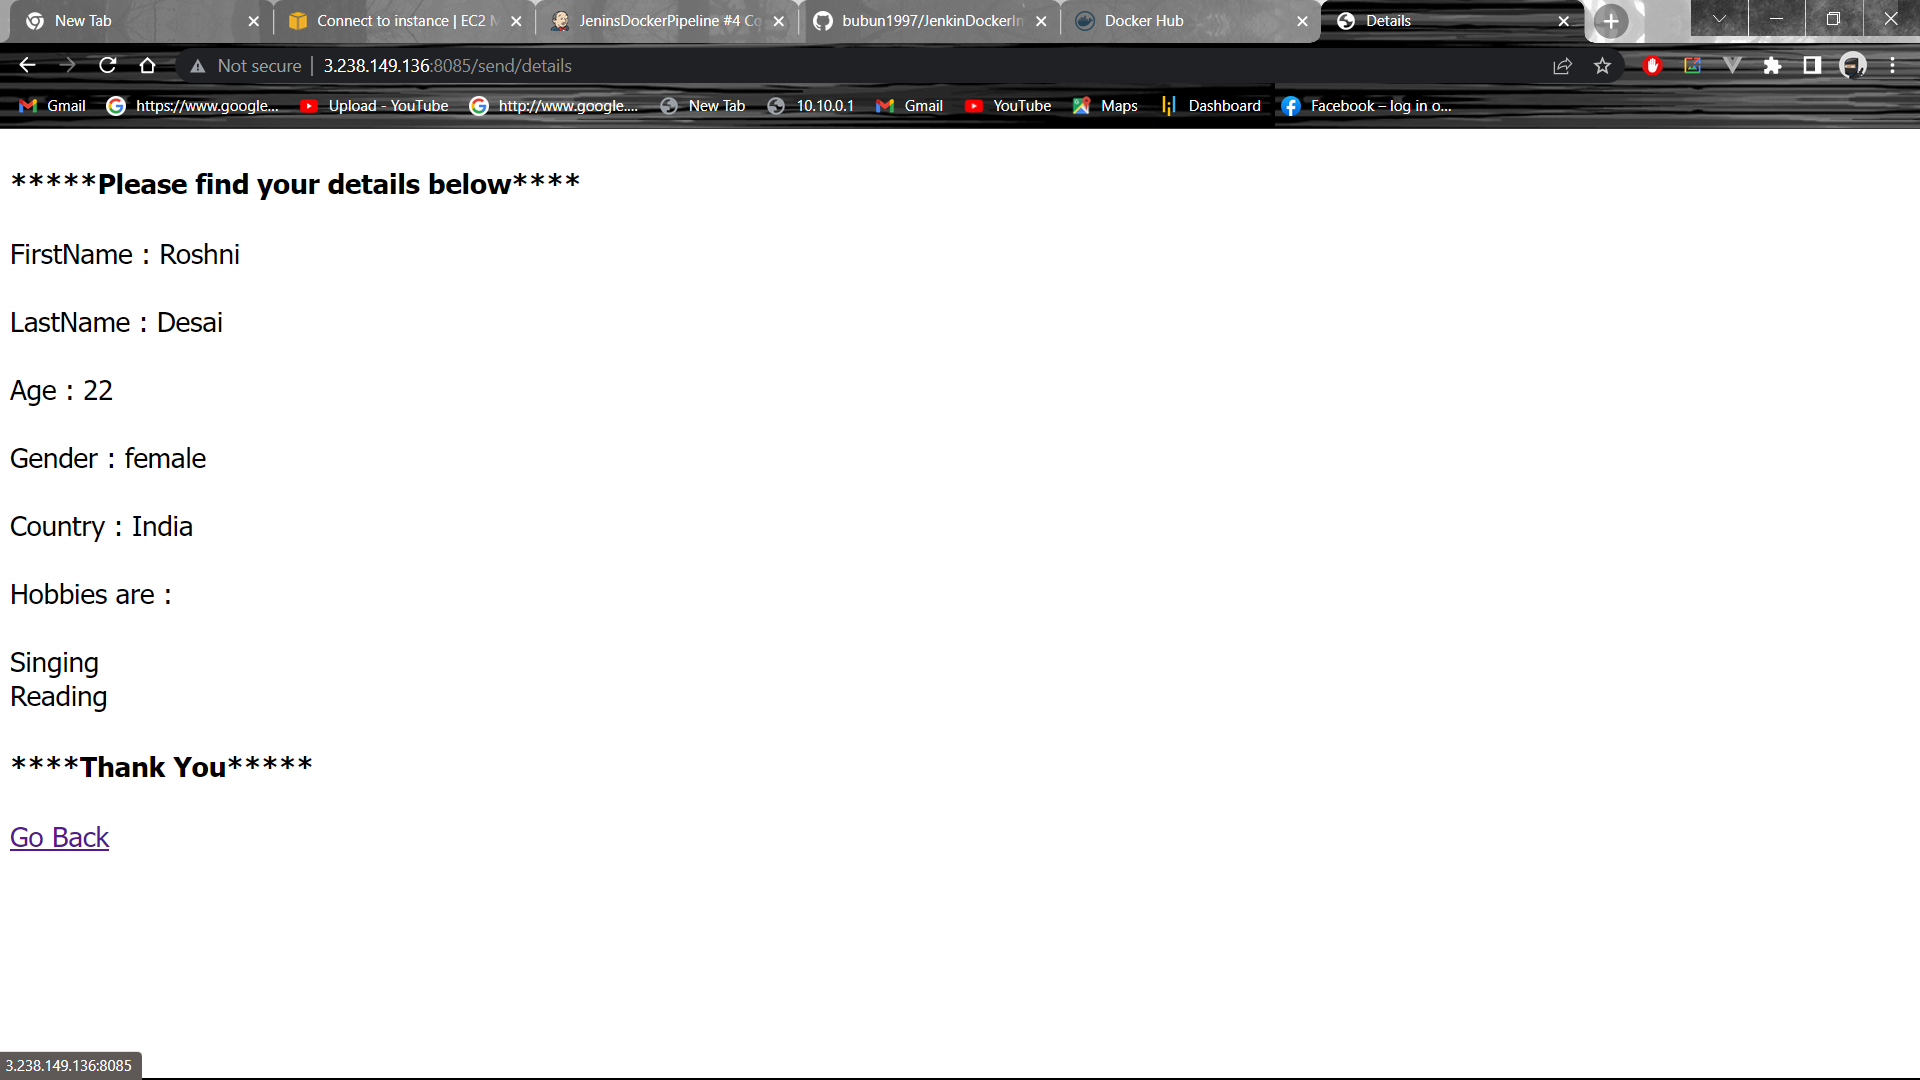 New Tab
Connect to instance | EC2 M
JeninsDockerPipeline #4 Co
bubun1997/JenkinDockerIn
Docker Hub
Details
Not secure
3.238.149.136:8085/send/details
Gmail
https://www.google...
Upload - YouTube
http://www.google....
New Tab
10.10.0.1
Gmail
YouTube
Maps
Dashboard
Facebook – log in o...
*****Please find your details below****
FirstName : Roshni
LastName : Desai
Age : 22
Gender : female
Country : India
Hobbies are :
Singing
Reading
****Thank You*****
Go Back
3.238.149.136:8085